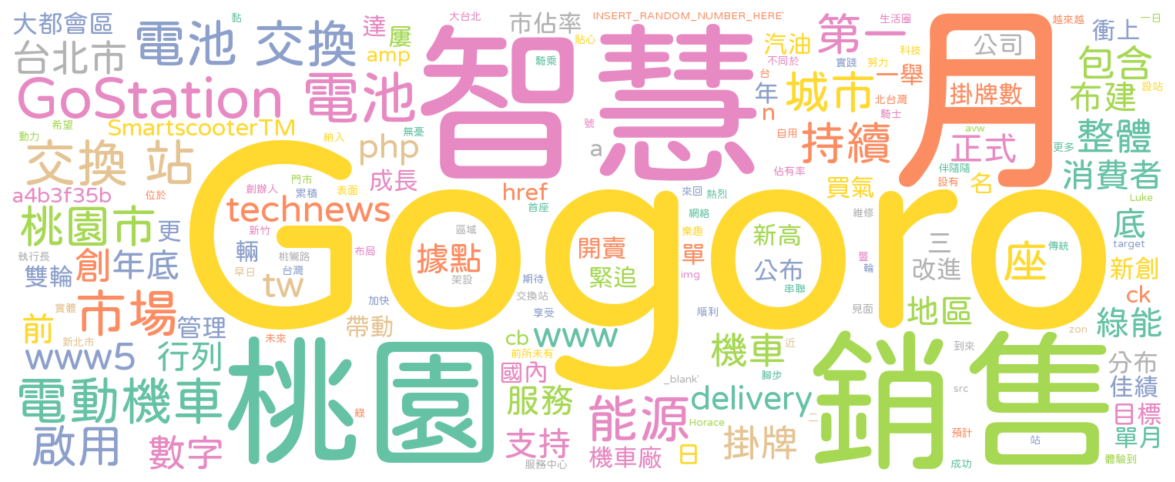 大都會區
電池 交換
黏
達
屢
amp
大台北
市佔率
INSERT_RANDOM_NUMBER_HERE'
第一
生活圈
越來越
一日
衝上
台北市
智慧
騎乘
貼心
汽油
不同於
科技
實踐
努力
月
公司
包含
GoStation 電池
台
年
n
城市
一舉
北台灣
騎士
掛牌數
布建
設站
動力
希望
SmartscooterTM
納入
無憂
號
a
自用
持續
avw
正式
更多
整體
交換 站
php
成長
佔有率
伴隨隨
設有
名
消費者
a4b3f35b
位於
創辦人
門市
累積
表面
href
首座
來回
熱烈
買氣
Luke
Gogoro
桃園市
更
新竹
technews
網絡
樂趣
維修
底
target
執行長
雙輪
創
年底
輛
桃鶯路
早日
台灣
布局
據點
區域
架設
開賣
緊追
單
img
新高
公布
串聯
豐
輪
三
改進
座
傳統
新創
實體
市場
管理
tw
加快
帶動
期待
交換站
享受
順利
見面
地區
ck
綠能
前
新北市
未來
cb
www
前所未有
機車
近
腳步
zon
www5
行列
桃園
國內
_blank'
銷售
到來
分布
電動機車
綠
服務
能源
delivery
Horace
二
src
佳績
目標
啟用
數字
支持
服務中心
機車廠
日
掛牌
預計
成功
站
單月
體驗到